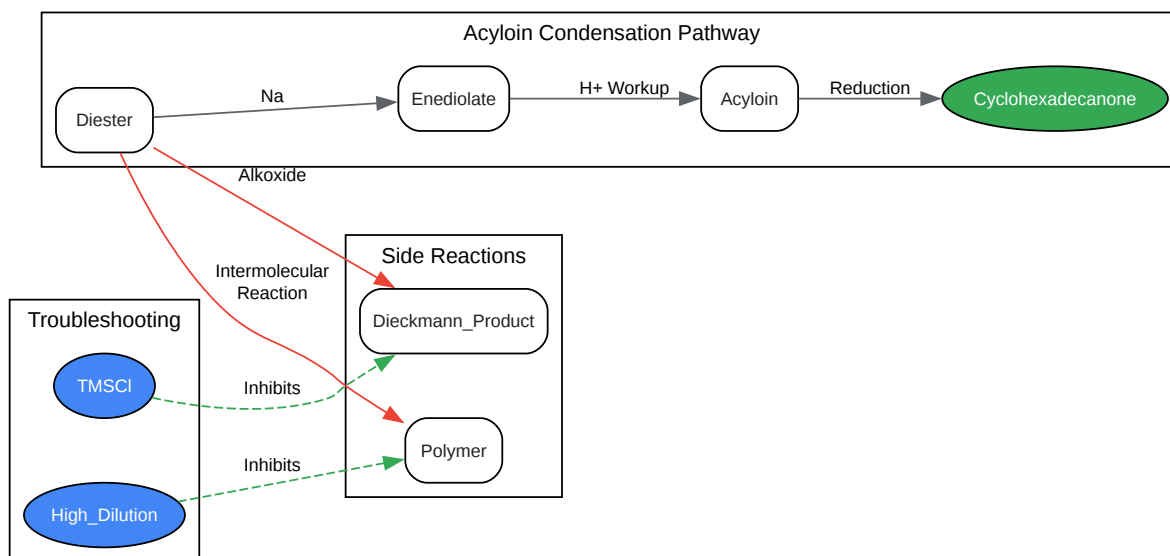 Acyloin Condensation Pathway
Diester
Na
Enediolate
H+ Workup
Acyloin
Reduction
Cyclohexadecanone
Alkoxide
Intermolecular
Reaction
Side Reactions
Dieckmann_Product
Polymer
Troubleshooting
TMSCl
Inhibits
High_Dilution
Inhibits